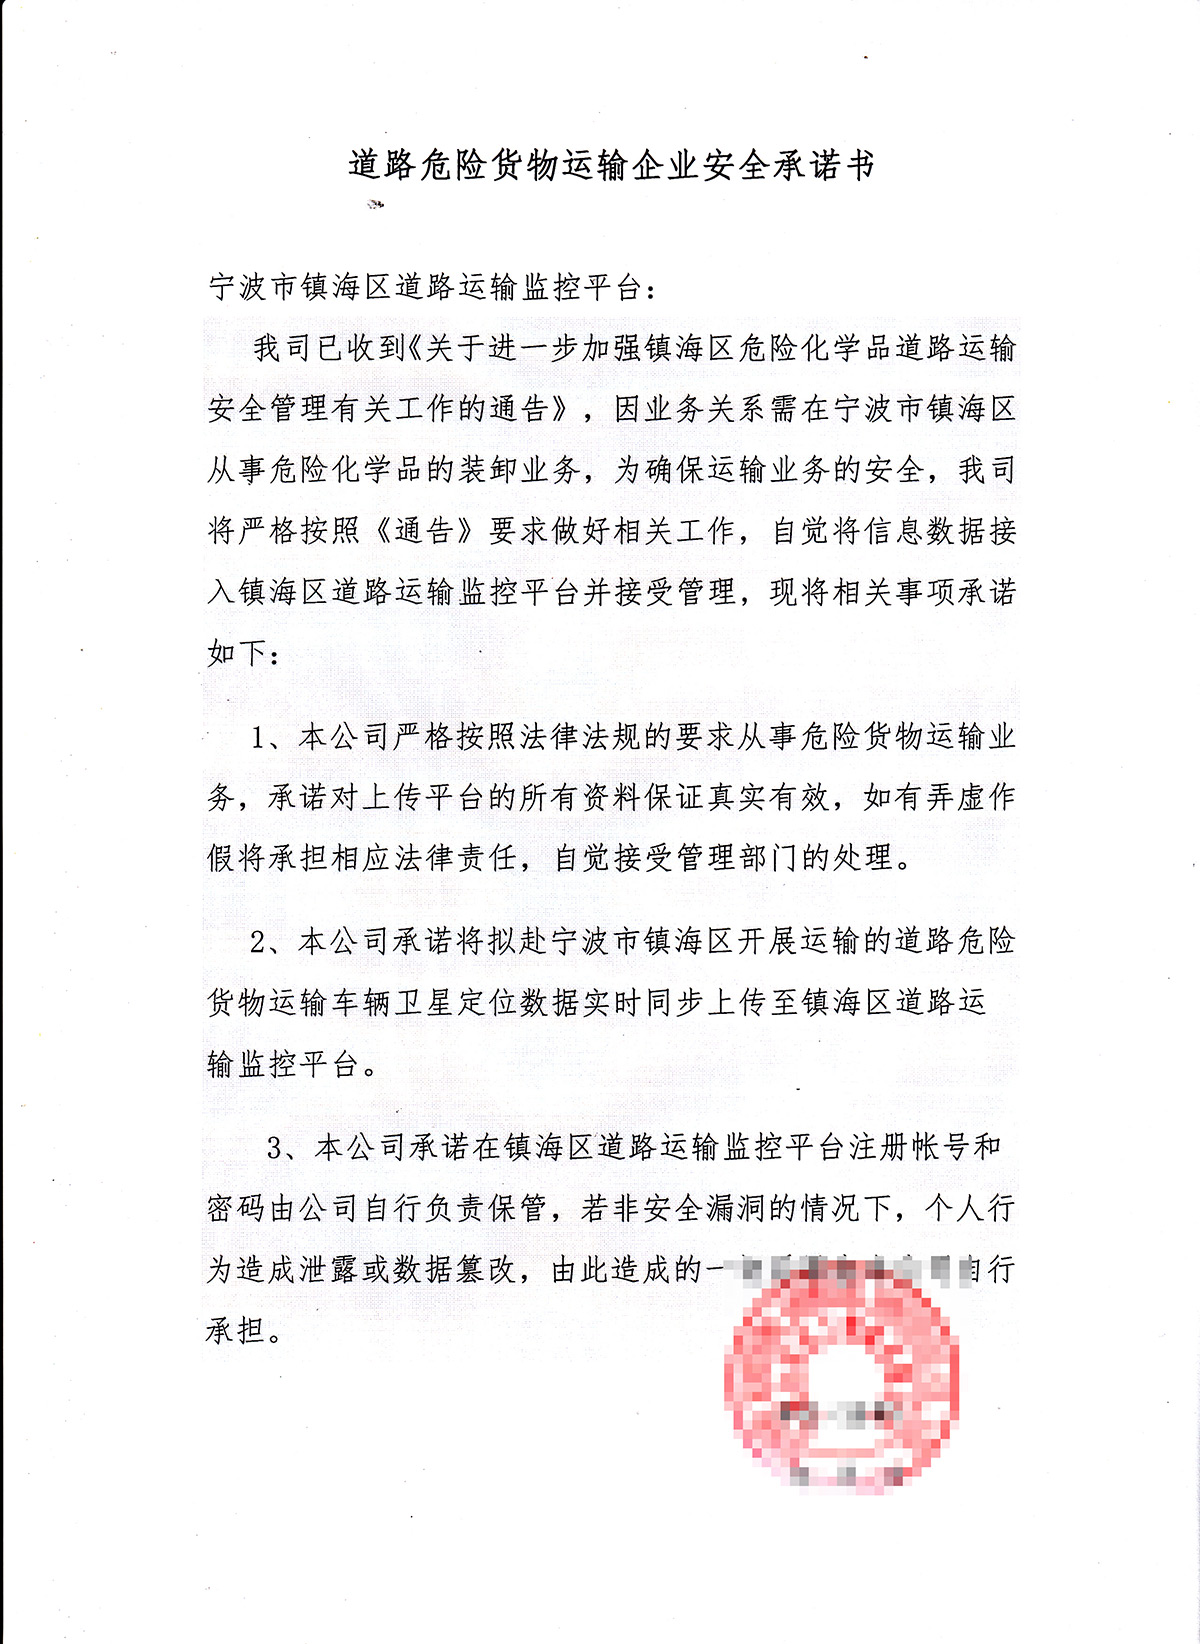 道路危险货物运输企业安全承诺书
宁波市镇海区道路运输监控平台：
我司已收到《关于进一步加强镇海区危险化学品道路运输
安全管理有关工作的通告》，因业务关系需在宁波市镇海区
从事危险化学品的装卸业务，为确保运输业务的安全，我司
将严格按照《通告》要求做好相关工作，自觉将信息数据接
入镇海区道路运输监控平台并接受管理，现将相关事项承诺
如下：
1、本公司严格按照法律法规的要求从事危险货物运输业
务，承诺对上传平台的所有资料保证真实有效，如有弄虚作
假将承担相应法律责任，自觉接受管理部门的处理。
2、本公司承诺将拟赴宁波市镇海区开展运输的道路危险
货物运输车辆卫星定位数据实时同步上传至镇海区道路运
输监控平台。
3、本公司承诺在镇海区道路运输监控平台注册帐号和
密码由公司自行负责保管，若非安全漏洞的情况下，个人行
为造成泄露或数据篡改，由此造成的一自行
承担。